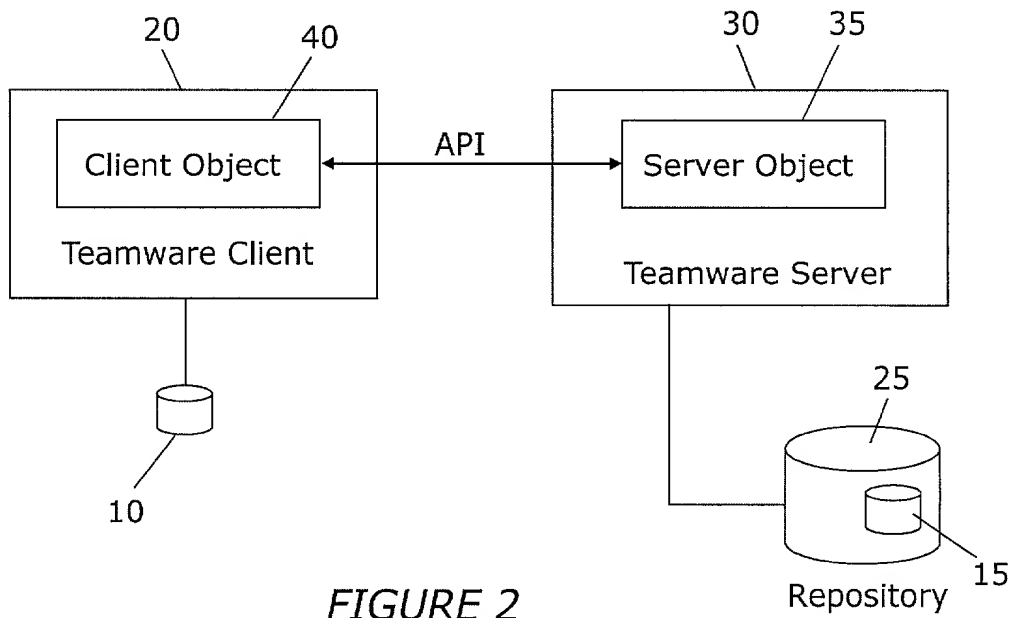 20
40
30
35
Client Object
API
Server Object
Teamware Client
Teamware Server
25
10
15
Repository
FIGURE 2